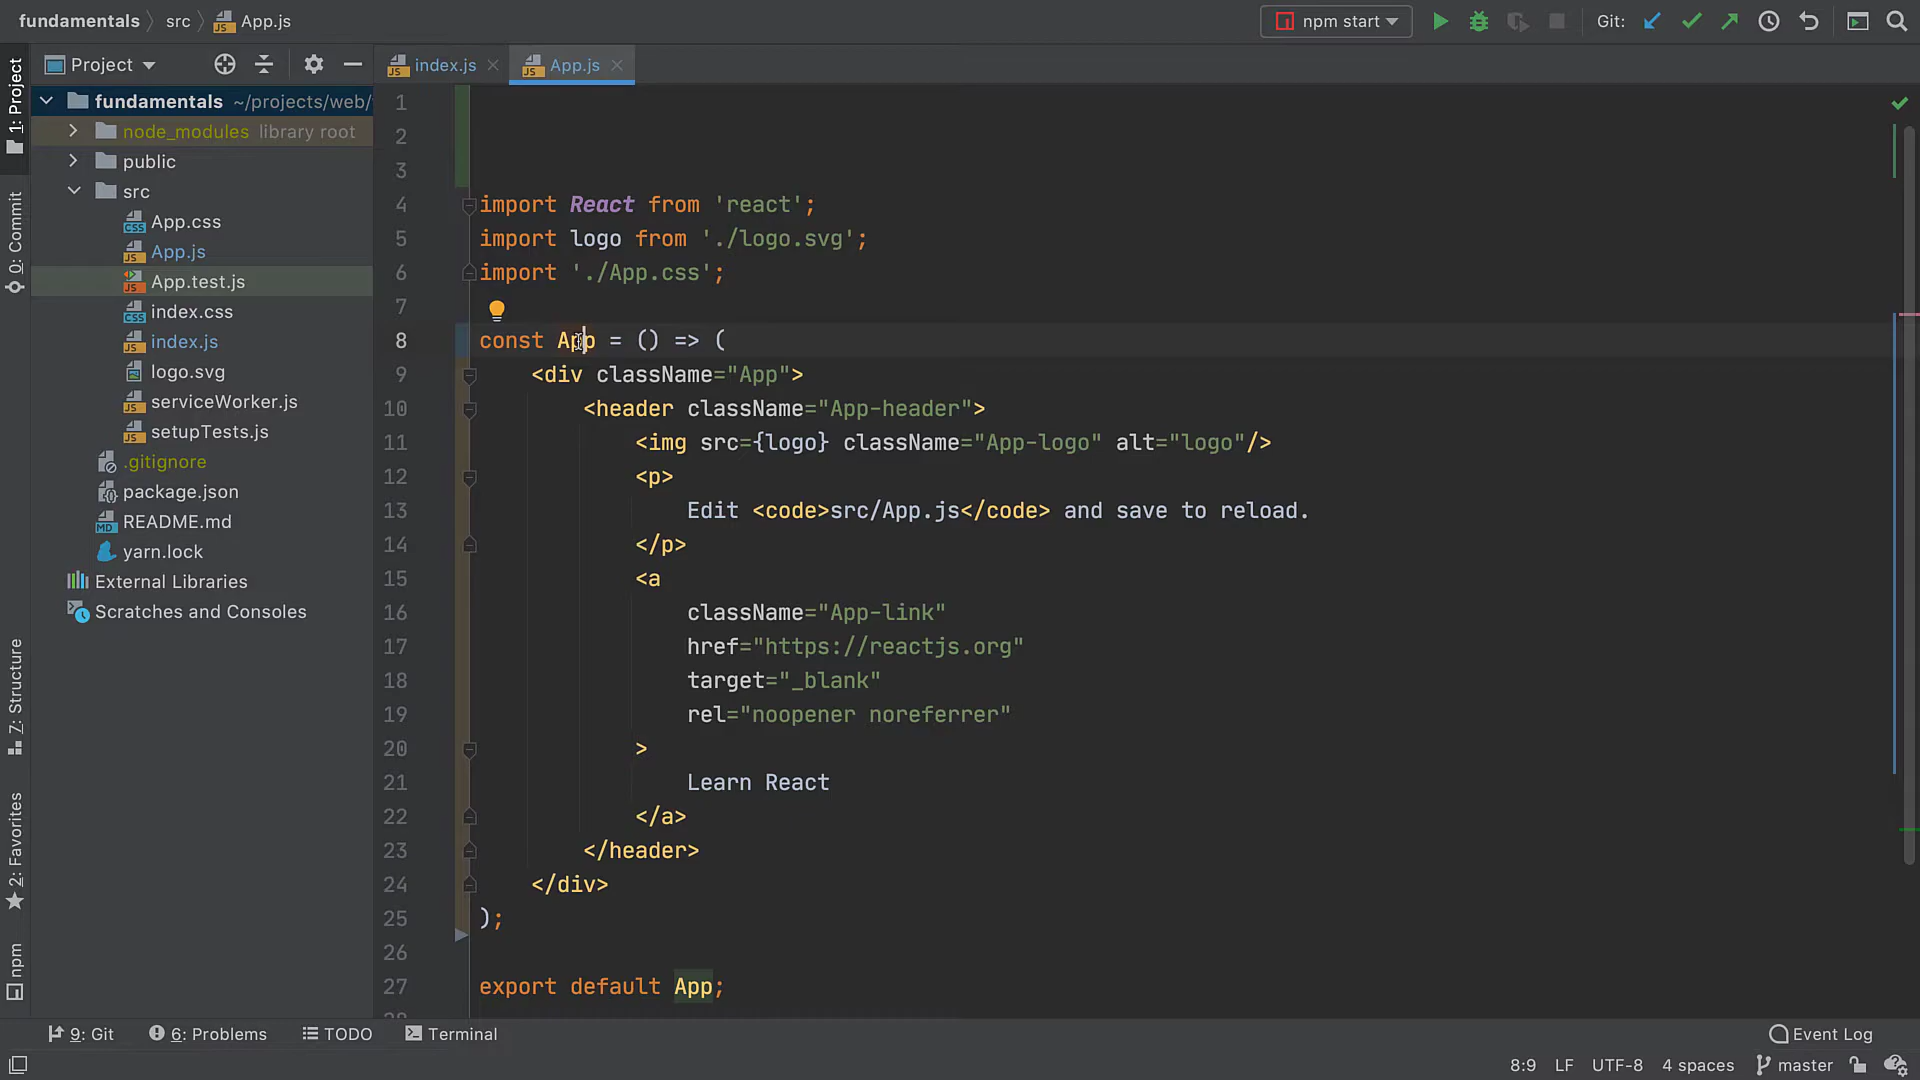 fundamentals src App.js npm start Git:
1: Project
0: Commit
7: Structure
2: Favorites
npm
Project
fundamentals ~/projects/web/
node_modules library root
public
src
App.css
App.js
App.test.js
index.css
index.js
logo.svg
serviceWorker.js
setupTests.js
.gitignore
package.json
README.md
yarn.lock
External Libraries
Scratches and Consoles
index.js App.js
1
2
3
4 import React from 'react';
5 import logo from './logo.svg';
6 import './App.css';
7
8 const App = () => (
9 <div className="App">
10 <header className="App-header">
11 <img src={logo} className="App-logo" alt="logo"/>
12 <p>
13 Edit <code>src/App.js</code> and save to reload.
14 </p>
15 <a
16 className="App-link"
17 href="https://reactjs.org"
18 target="_blank"
19 rel="noopener noreferrer"
20 >
21 Learn React
22 </a>
23 </header>
24 </div>
25 );
26
27 export default App;
9: Git 6: Problems TODO Terminal Event Log
8:9 LF UTF-8 4 spaces master